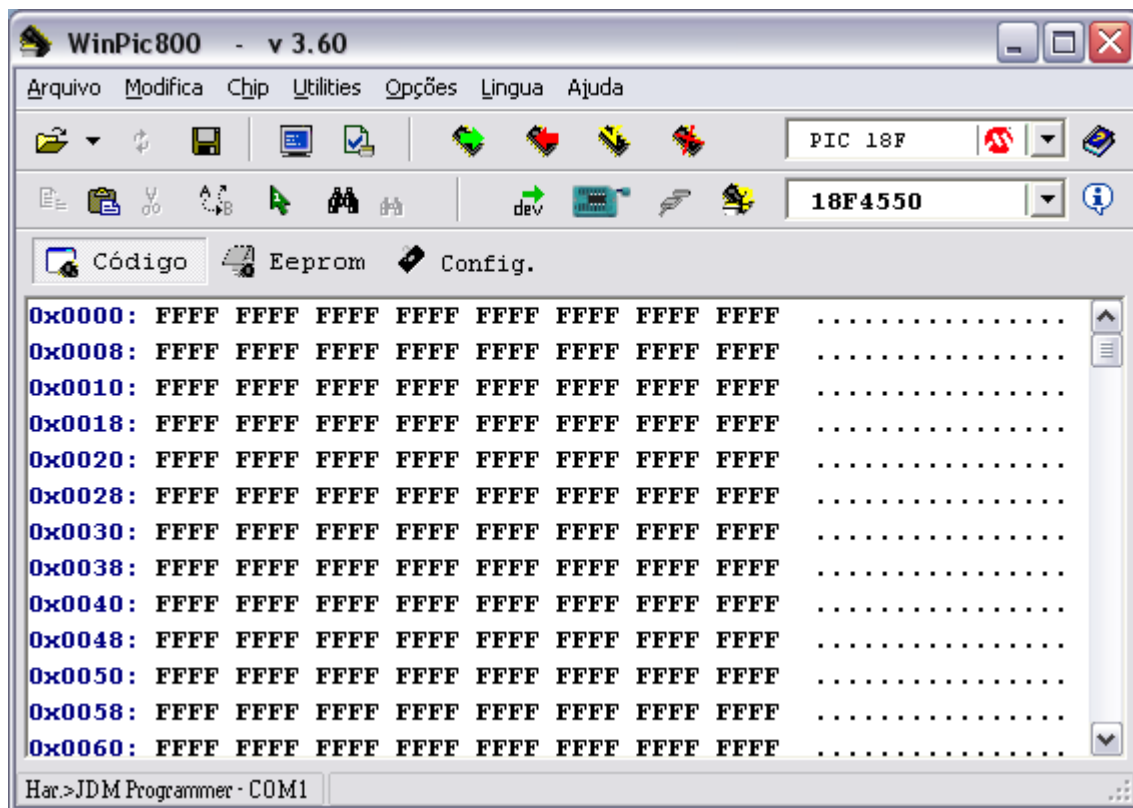 WinPic800 - v 3.60
Arquivo Modifica Chip Utilities Opções Lingua Ajuda
PIC 18F
A B dev 18F4550
Código Eeprom Config.
0x0000: FFFF FFFF FFFF FFFF FFFF FFFF FFFF FFFF ................
0x0008: FFFF FFFF FFFF FFFF FFFF FFFF FFFF FFFF ................
0x0010: FFFF FFFF FFFF FFFF FFFF FFFF FFFF FFFF ................
0x0018: FFFF FFFF FFFF FFFF FFFF FFFF FFFF FFFF ................
0x0020: FFFF FFFF FFFF FFFF FFFF FFFF FFFF FFFF ................
0x0028: FFFF FFFF FFFF FFFF FFFF FFFF FFFF FFFF ................
0x0030: FFFF FFFF FFFF FFFF FFFF FFFF FFFF FFFF ................
0x0038: FFFF FFFF FFFF FFFF FFFF FFFF FFFF FFFF ................
0x0040: FFFF FFFF FFFF FFFF FFFF FFFF FFFF FFFF ................
0x0048: FFFF FFFF FFFF FFFF FFFF FFFF FFFF FFFF ................
0x0050: FFFF FFFF FFFF FFFF FFFF FFFF FFFF FFFF ................
0x0058: FFFF FFFF FFFF FFFF FFFF FFFF FFFF FFFF ................
0x0060: FFFF FFFF FFFF FFFF FFFF FFFF FFFF FFFF ................
Har.>JDM Programmer - COM1